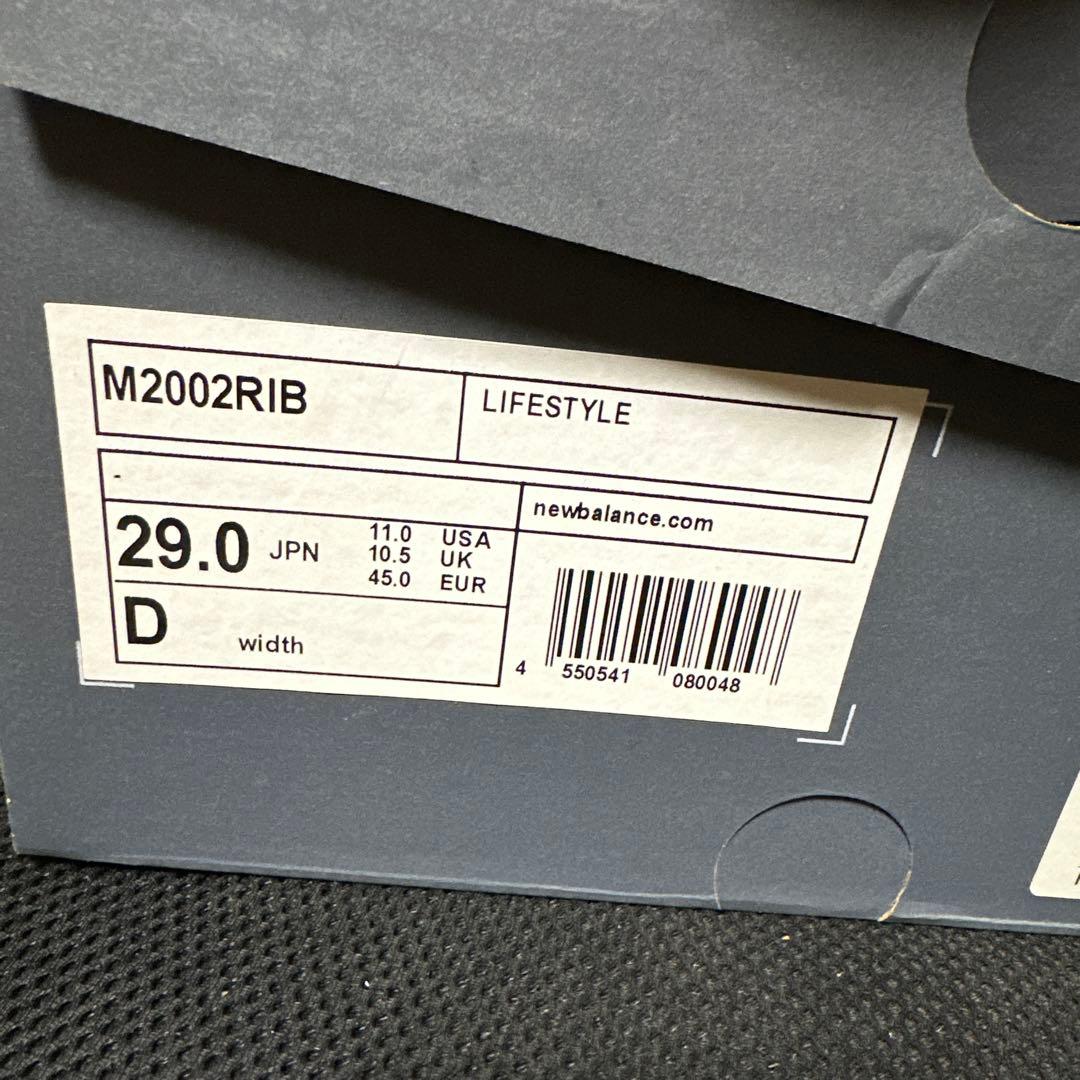 M2002RIB
LIFESTYLE
-
newbalance.com
29.0 JPN
11.0 USA
10.5 UK
45.0 EUR
D width
4 550541 080048